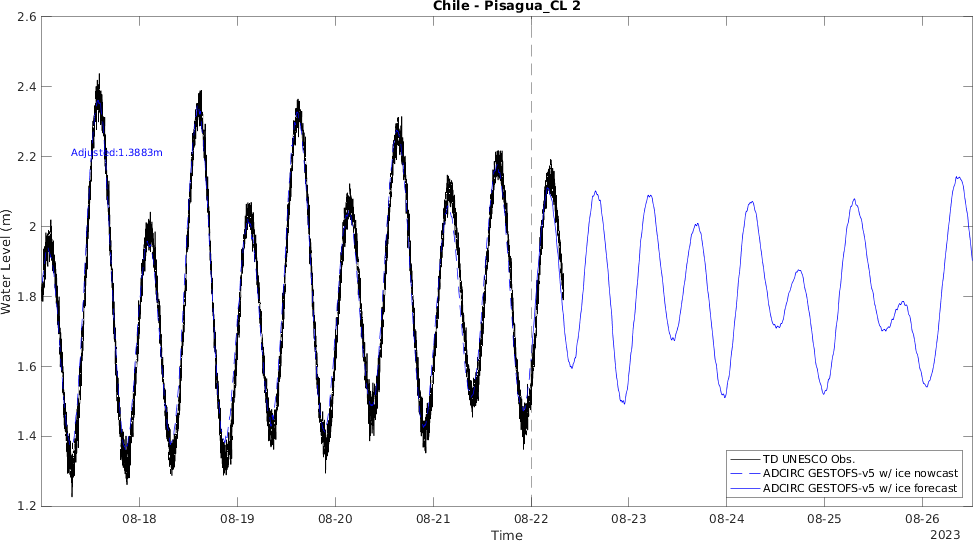 Chile - Pisagua_CL 2
2.6
2.4
2.2
2
1.8
1.6
1.4
1.2
Water Level (m)
Adjusted:1.3883m
TD UNESCO Obs.
ADCIRC GESTOFS-v5 w/ ice nowcast
ADCIRC GESTOFS-v5 w/ ice forecast
08-18 08-19 08-20 08-21 08-22 08-23 08-24 08-25 08-26
Time
2023